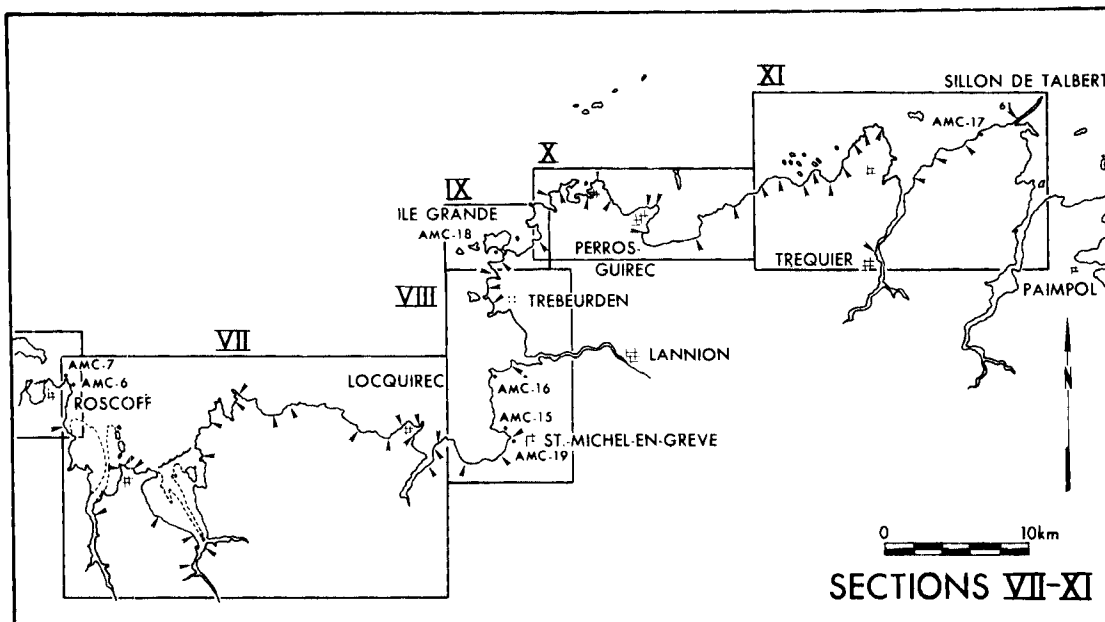 XI
SILLON DE TALBERT
6
AMC-17
X
IX
ILE GRANDE
AMC-18
PERROS-
GUIREC
TREQUIER
PAIMPOL
VIII
TREBEURDEN
VII
LANNION
LOCQUIREC
AMC-7
AMC-6
ROSCOFF
AMC-16
AMC-15
ST.-MICHEL-EN-GREVE
AMC-19
N
0 10km
SECTIONS VII-XI